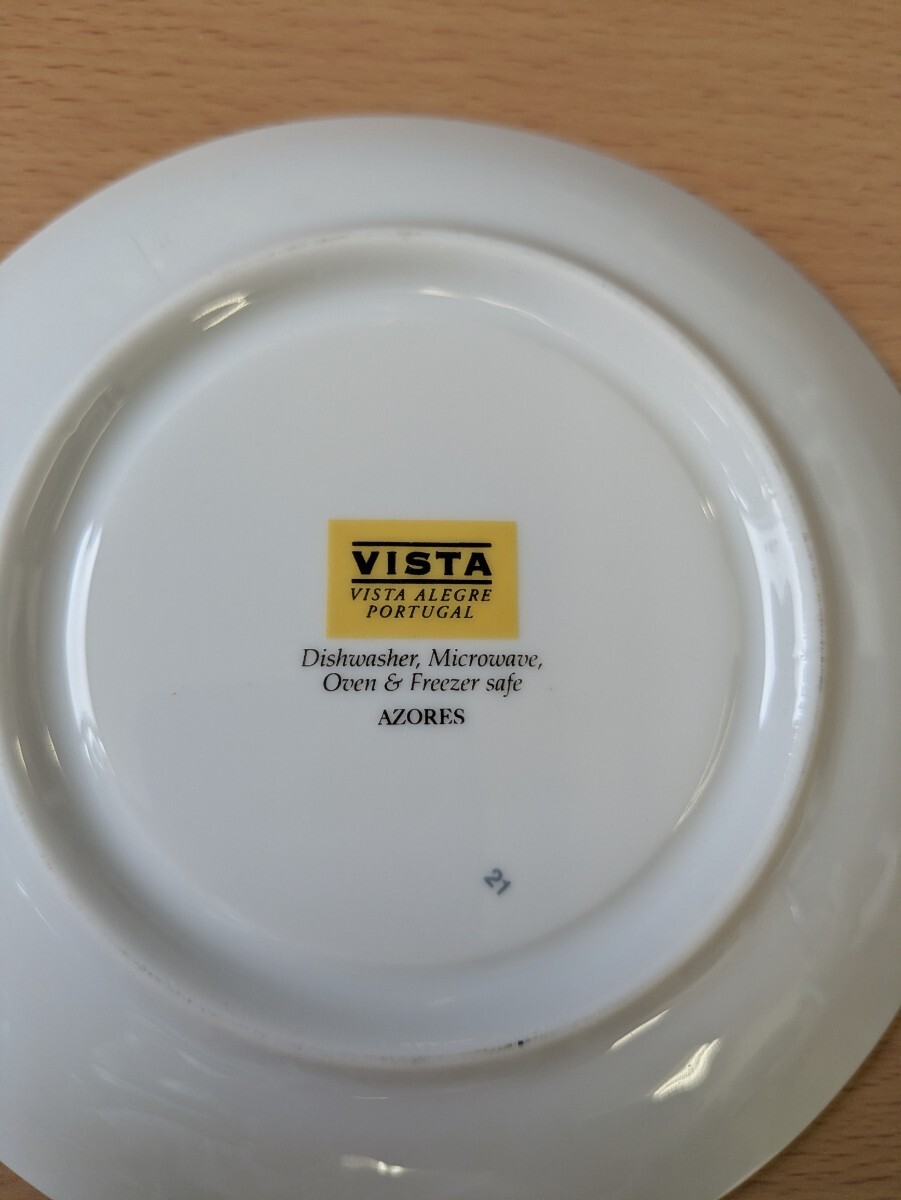 VISTA
VISTA ALEGRE
PORTUGAL
Dishwasher, Microwave,
Oven & Freezer safe
AZORES
21